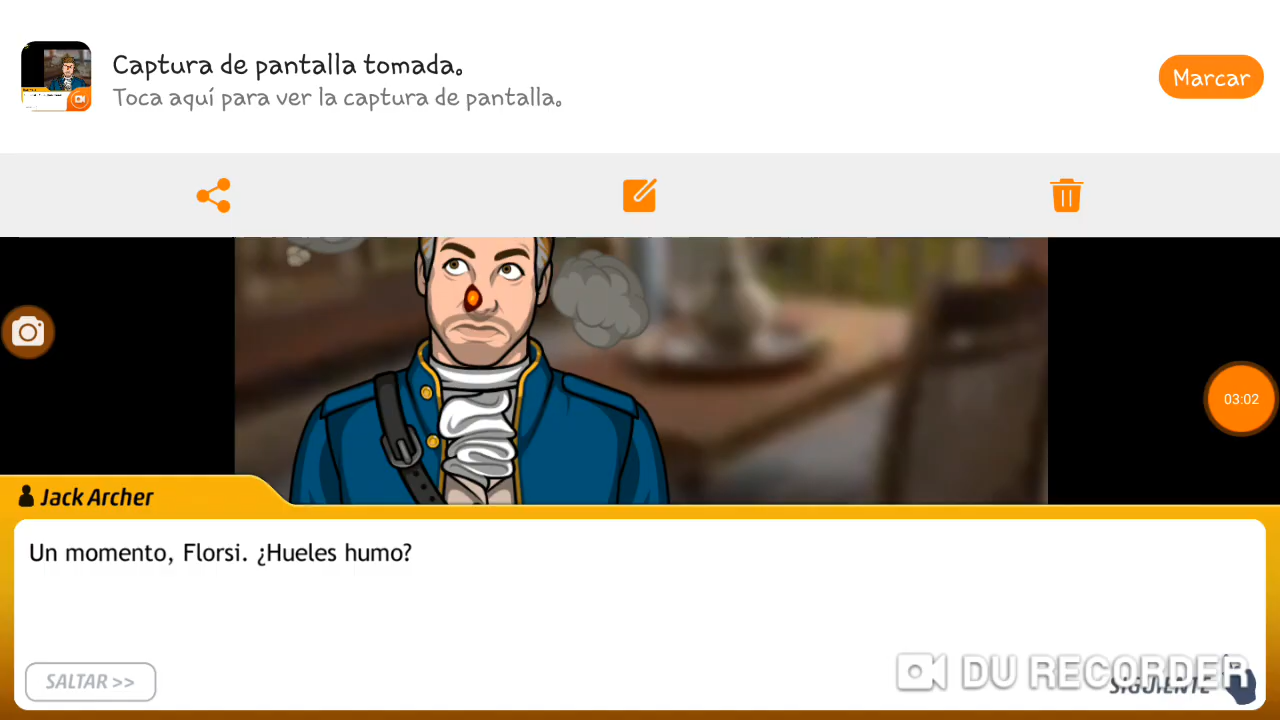 Captura de pantalla tomada.
Toca aquí para ver la captura de pantalla.
Marcar
03:02
Jack Archer
Un momento, Florsi. ¿Hueles humo?
SALTAR >>
DU RECORDER
SIGUIENTE